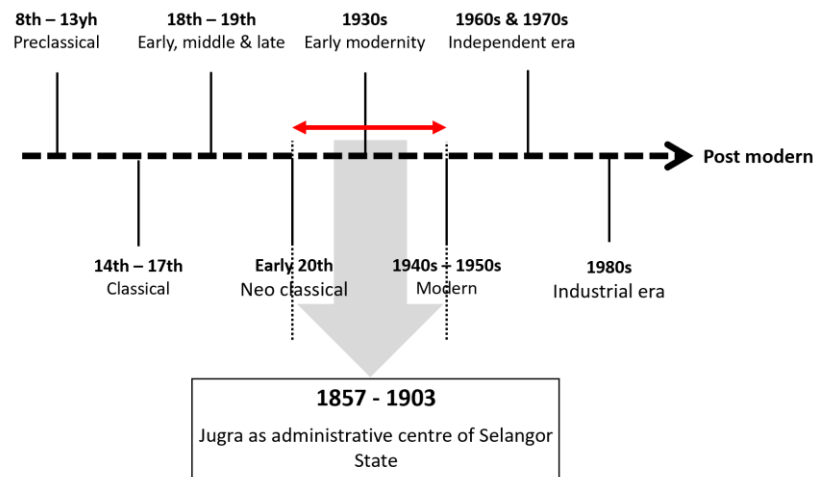 8th – 13yh
Preclassical
18th – 19th
Early, middle & late
1930s
Early modernity
1960s & 1970s
Independent era
Post modern
14th – 17th
Classical
Early 20th
Neo classical
1940s – 1950s
Modern
1980s
Industrial era
1857 - 1903
Jugra as administrative centre of Selangor
State